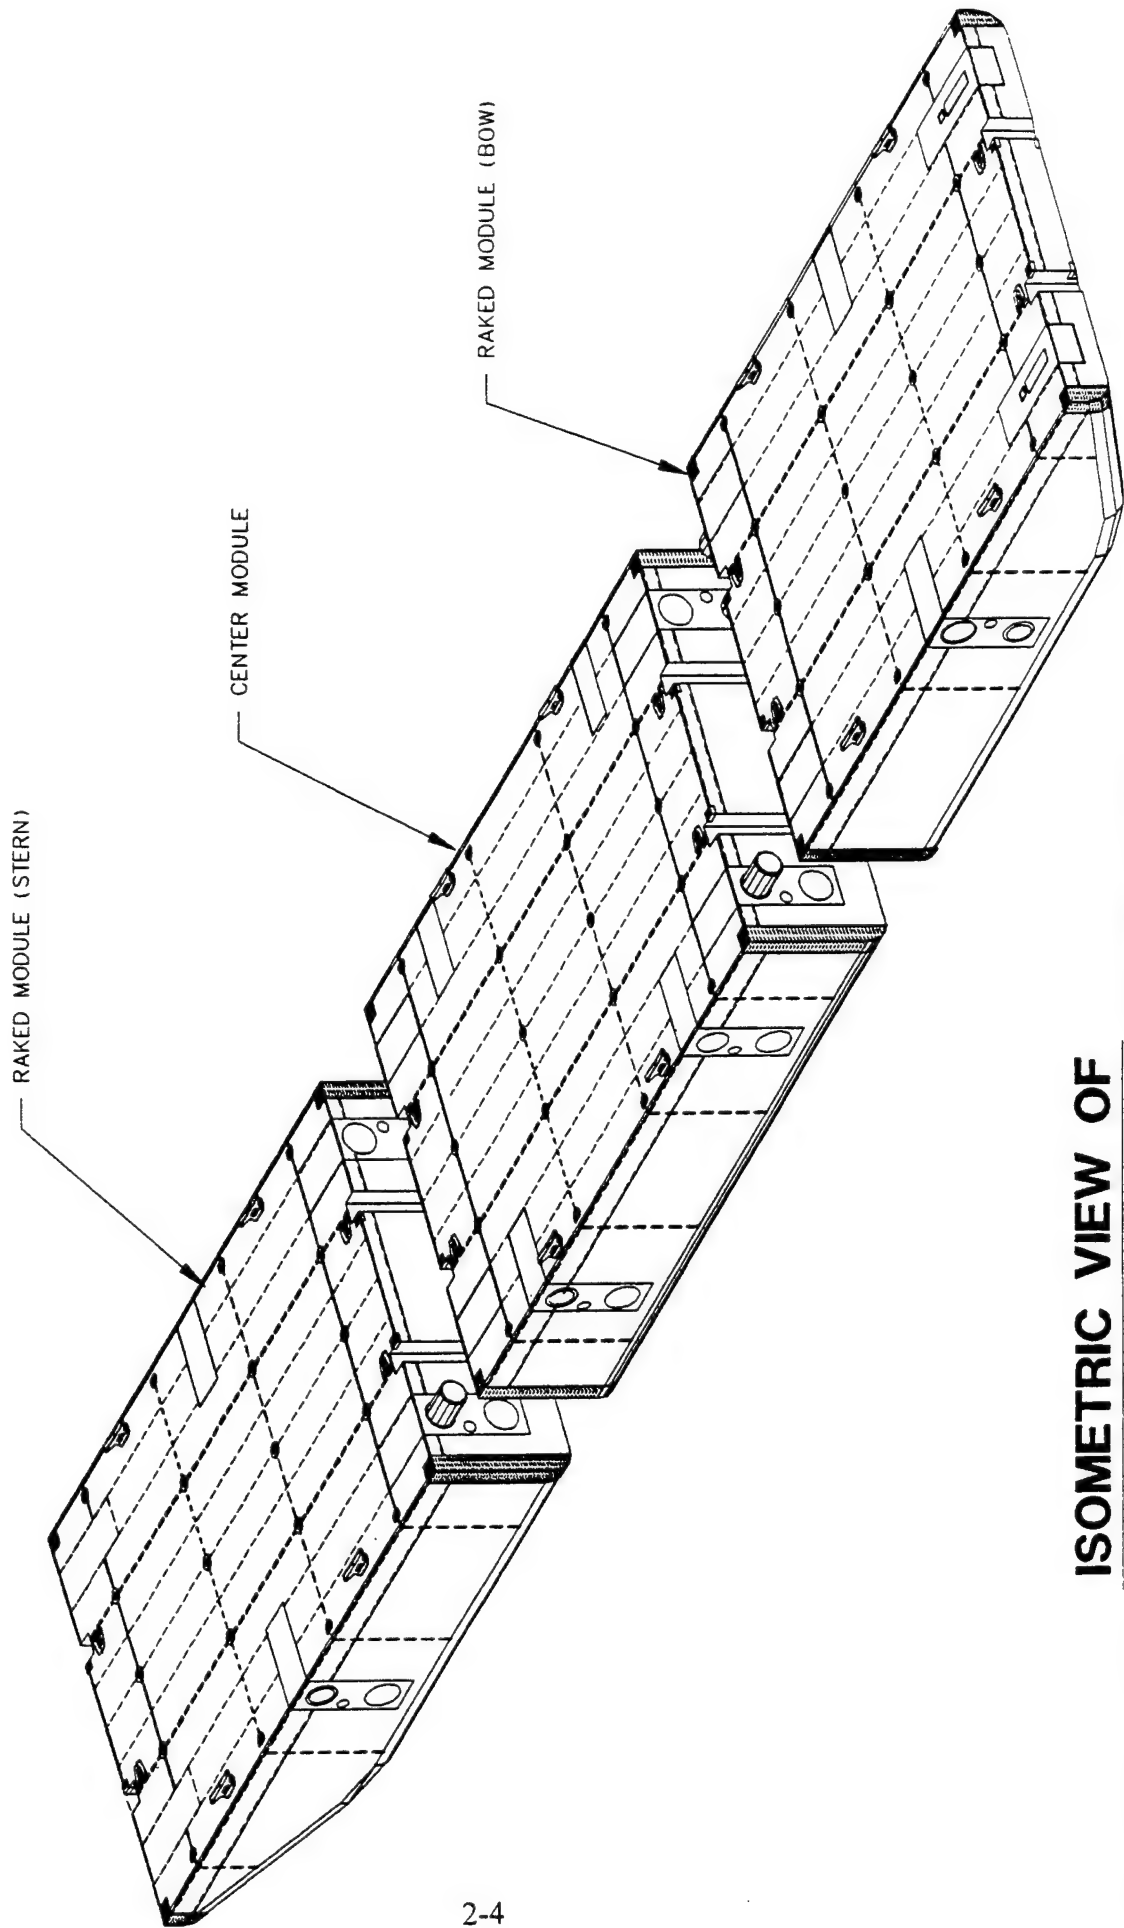 RAKED MODULE (STERN)
CENTER MODULE
RAKED MODULE (BOW)
ISOMETRIC VIEW OF
2-4